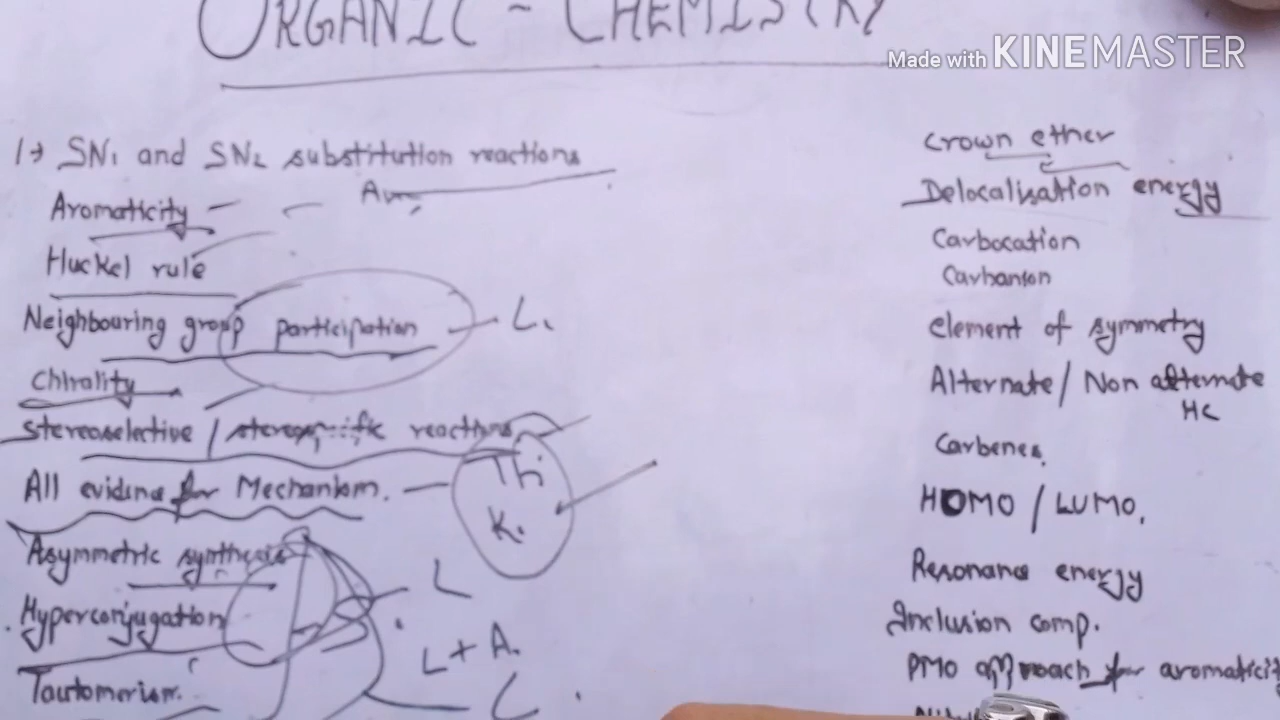 ORGANIC - CHEMISTRY
Made with KINEMASTER
1→ SN1 and SN2 substitution reactions
Aromaticity
Huckel rule
Neighbouring group participation L.
Chirality
Stereoselective / reactions
All evidence for Mechanism. Th
K.
Asymmetric synthesis
L
Hyperconjugation
L + A.
Tautomerism. L
Crown ether
Delocalisation energy
Carbocation
Carbanion
Element of symmetry
Alternate / Non alternate
HC
Carbenes.
HOMO / LUMO.
Resonance energy
Inclusion comp.
PMO approach for